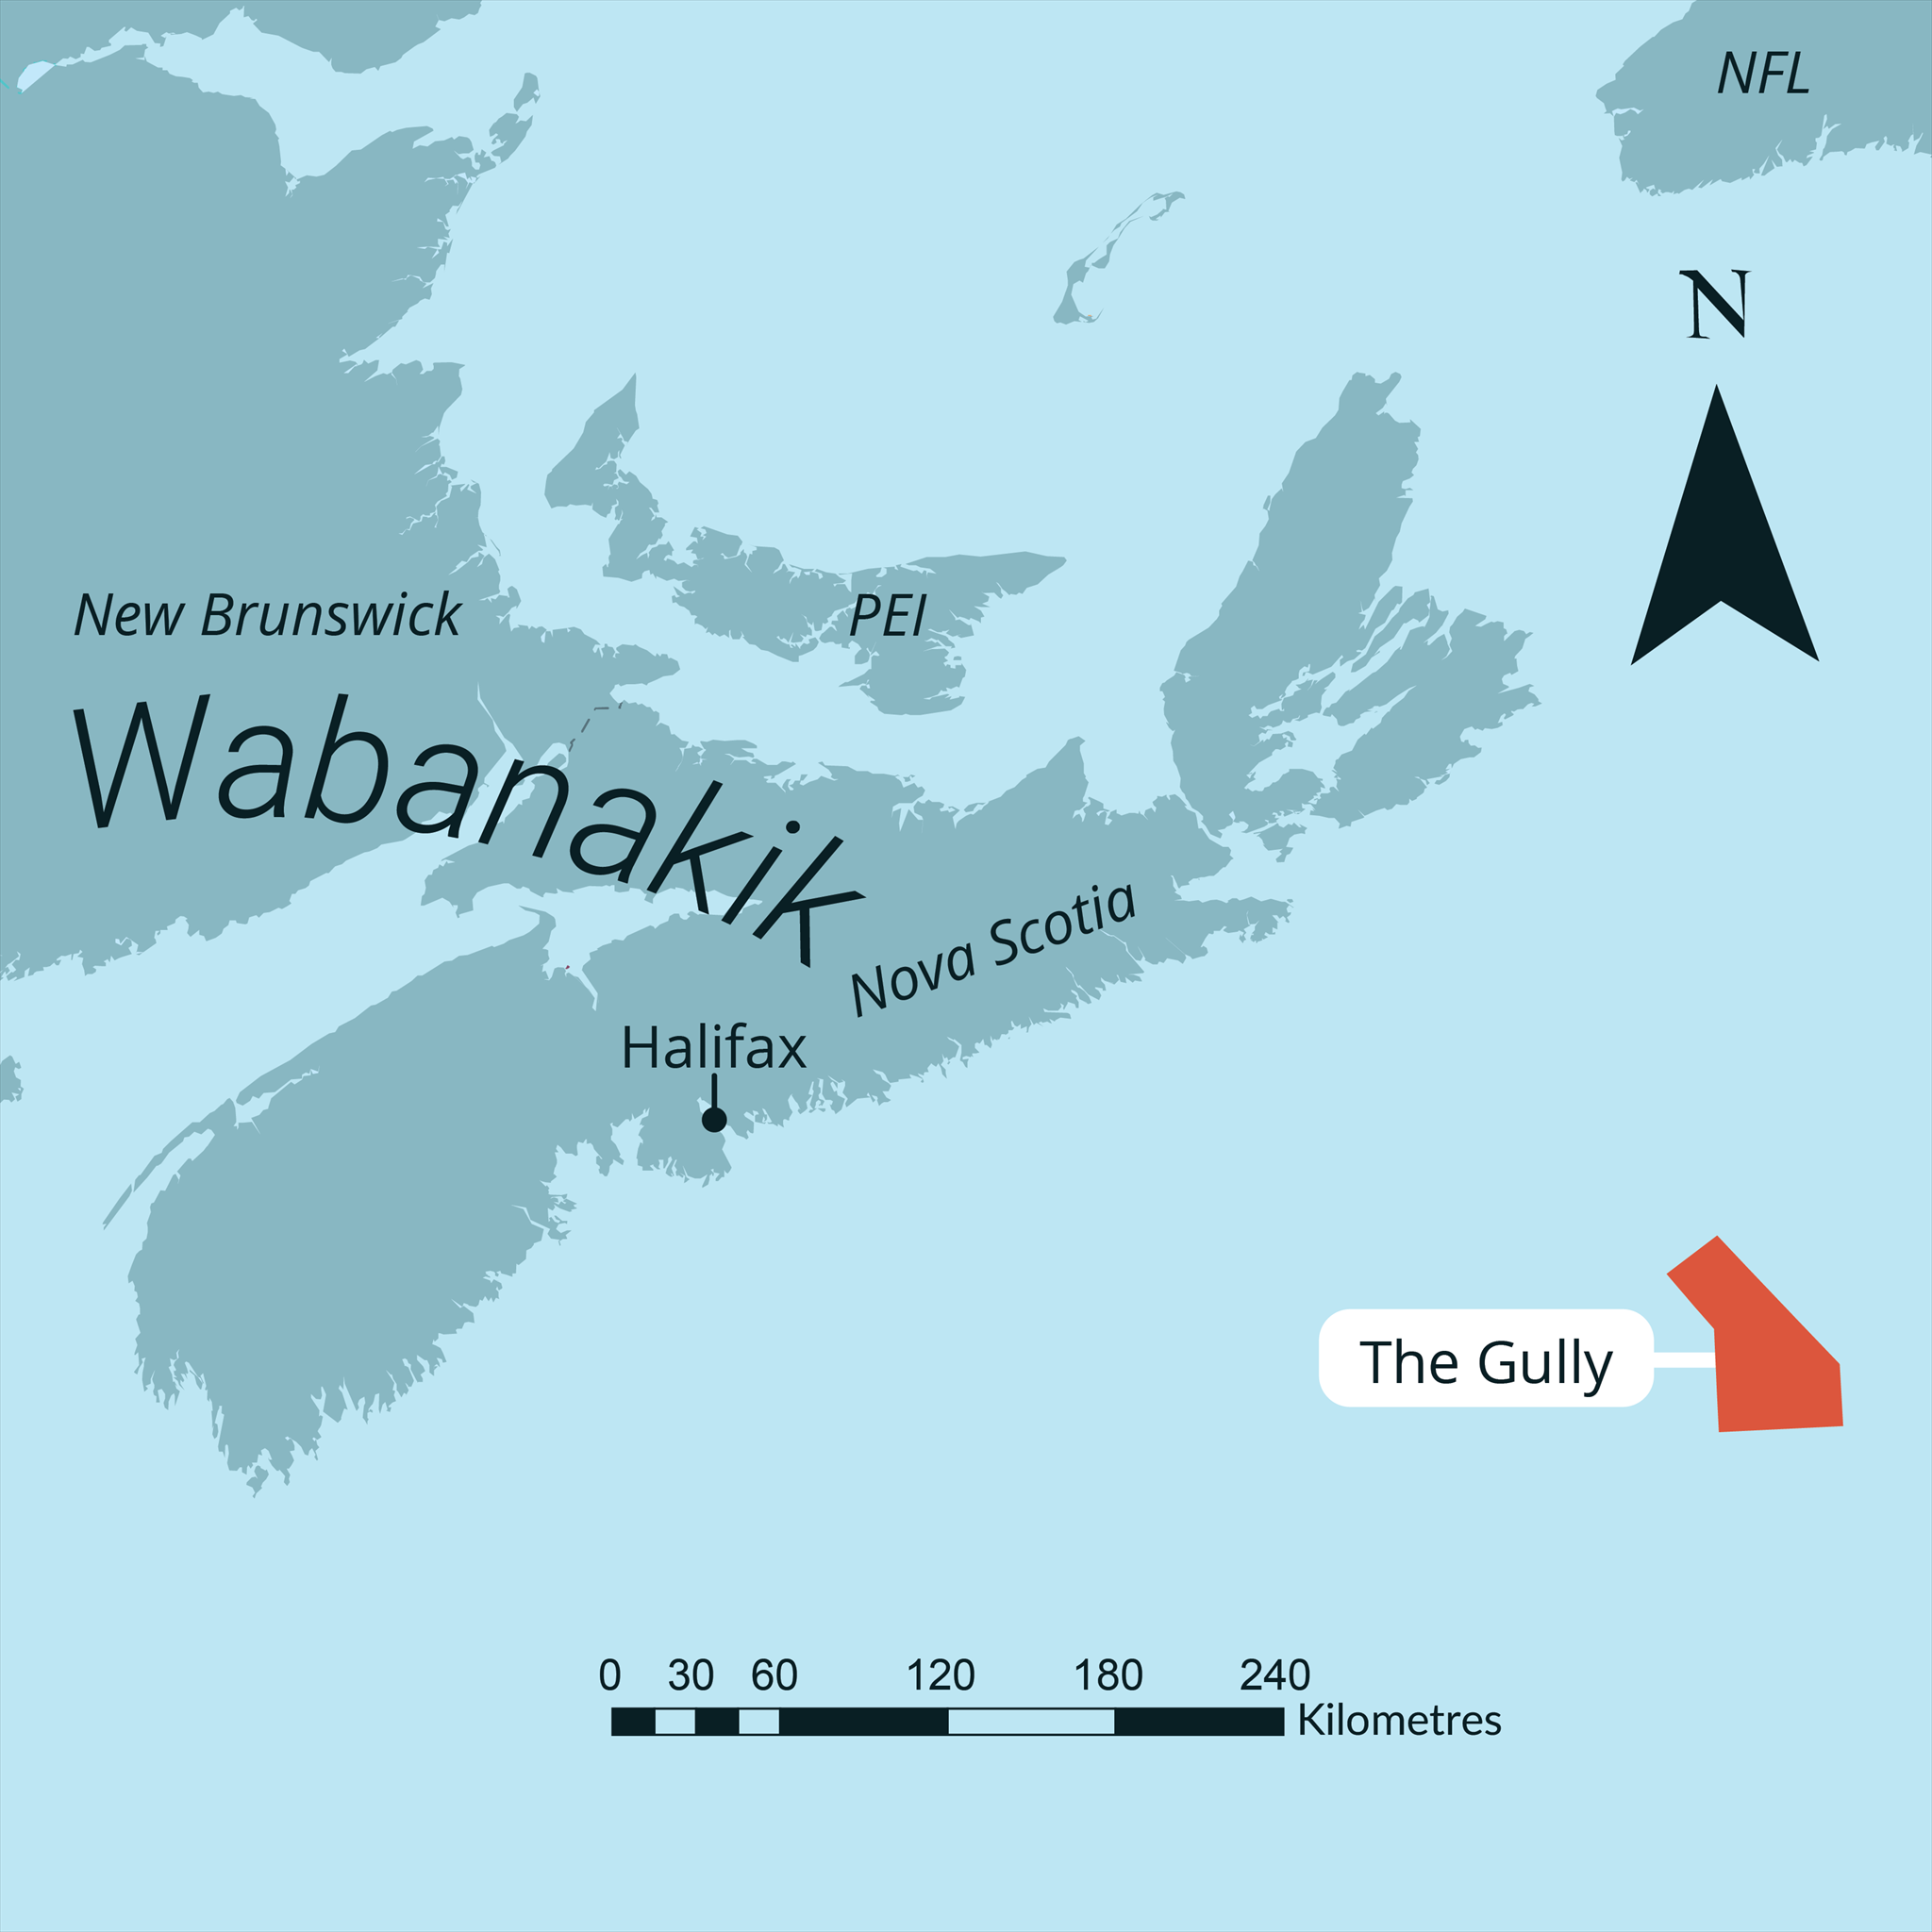 NFL
N
New Brunswick
PEI
Wabanakik
Nova Scotia
Halifax
The Gully
0 30 60 120 180 240
Kilometres